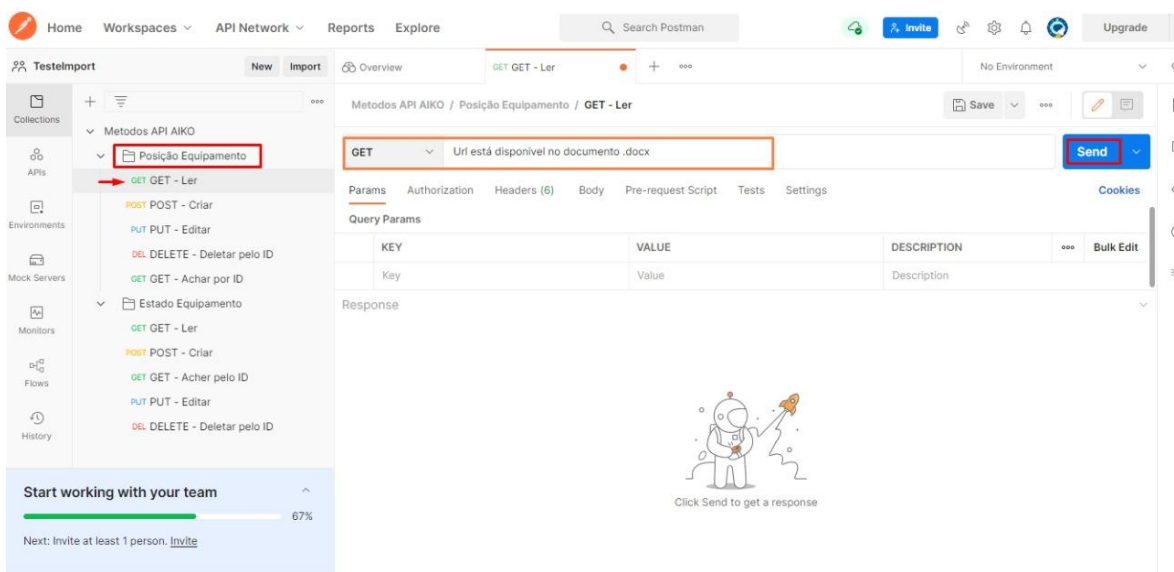 Home Workspaces API Network Reports Explore Search Postman Invite Upgrade
TesteImport New Import Overview GET GET - Ler No Environment
Collections
Metodos API AIKO / Posição Equipamento / GET - Ler Save
Metodos API AIKO
Posição Equipamento
GET Url está disponivel no documento .docx Send
APIs
GET GET - Ler
Params Authorization Headers (6) Body Pre-request Script Tests Settings Cookies
POST POST - Criar
Query Params
Environments
PUT PUT - Editar
KEY VALUE DESCRIPTION Bulk Edit
DEL DELETE - Deletar pelo ID
Key Value Description
Mock Servers
GET GET - Achar por ID
Estado Equipamento
Response
Monitors
GET GET - Ler
POST POST - Criar
GET GET - Acher pelo ID
Flows
PUT PUT - Editar
DEL DELETE - Deletar pelo ID
History
Start working with your team
67%
Next: Invite at least 1 person. Invite
Click Send to get a response